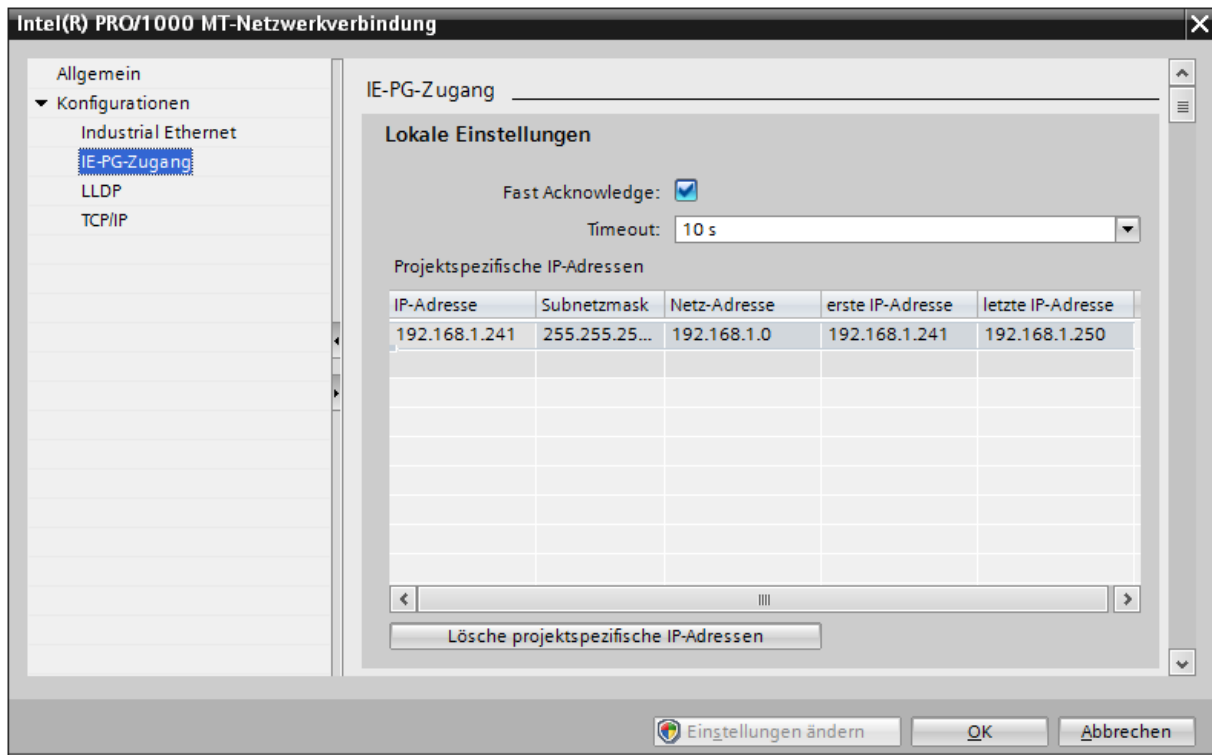 Intel(R) PRO/1000 MT-Netzwerkverbindung
Allgemein
Konfigurationen
Industrial Ethernet
IE-PG-Zugang
LLDP
TCP/IP
IE-PG-Zugang
Lokale Einstellungen
Fast Acknowledge:
Timeout: 10 s
Projektspezifische IP-Adressen
IP-Adresse Subnetzmask Netz-Adresse erste IP-Adresse letzte IP-Adresse
192.168.1.241 255.255.25... 192.168.1.0 192.168.1.241 192.168.1.250
Lösche projektspezifische IP-Adressen
Einstellungen ändern OK Abbrechen